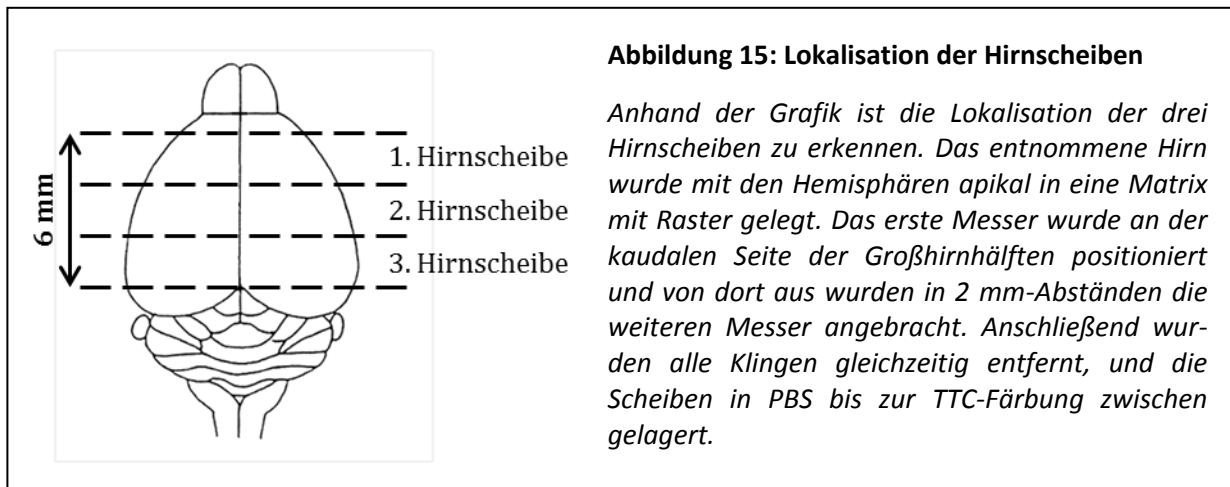 6 mm
1. Hirnscheibe
2. Hirnscheibe
3. Hirnscheibe
Abbildung 15: Lokalisation der Hirnscheiben
Anhand der Grafik ist die Lokalisation der drei
Hirnscheiben zu erkennen. Das entnommene Hirn
wurde mit den Hemisphären apikal in eine Matrix
mit Raster gelegt. Das erste Messer wurde an der
kaudalen Seite der Großhirnhälften positioniert
und von dort aus wurden in 2 mm-Abständen die
weiteren Messer angebracht. Anschließend wur-
den alle Klingen gleichzeitig entfernt, und die
Scheiben in PBS bis zur TTC-Färbung zwischen
gelagert.